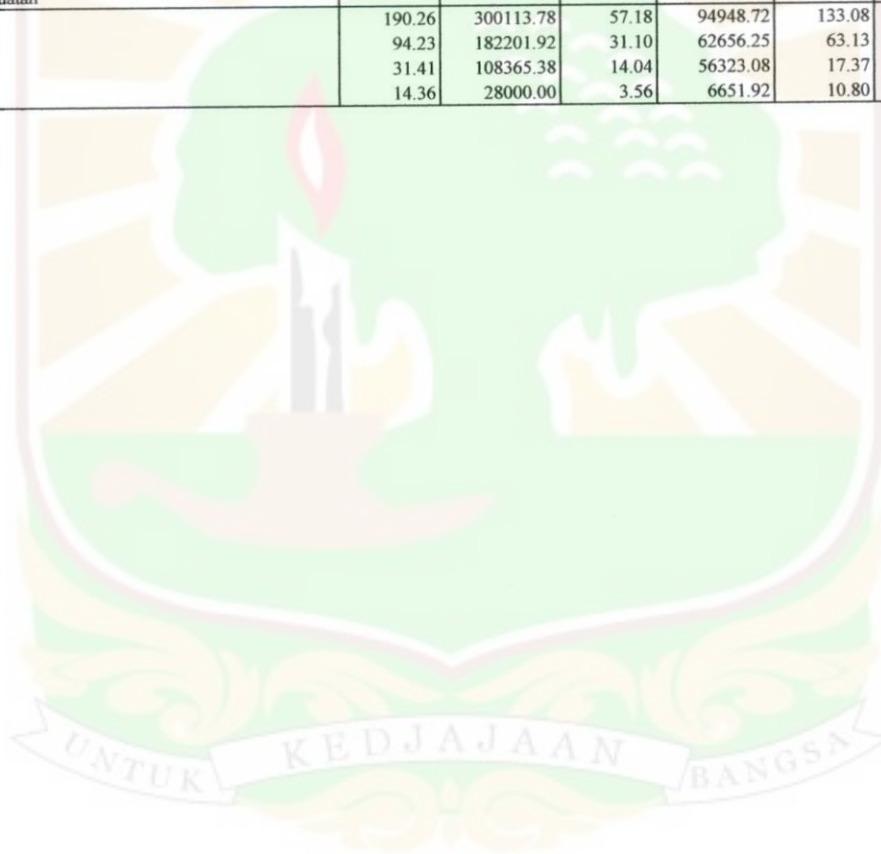 190.26 300113.78 57.18 94948.72 133.08
94.23 182201.92 31.10 62656.25 63.13
31.41 108365.38 14.04 56323.08 17.37
14.36 28000.00 3.56 6651.92 10.80
UNTUK KEDJAJAAN BANGSA